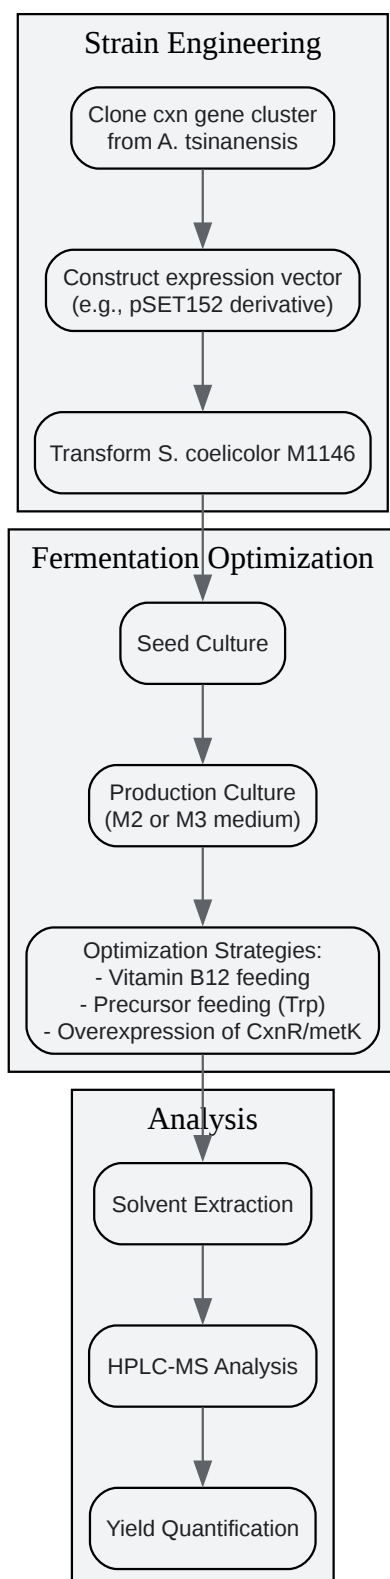 Strain Engineering
Clone cxn gene cluster
from A. tsinanensis
Construct expression vector
(e.g., pSET152 derivative)
Transform S. coelicolor M1146
Fermentation Optimization
Seed Culture
Production Culture
(M2 or M3 medium)
Optimization Strategies:
- Vitamin B12 feeding
- Precursor feeding (Trp)
- Overexpression of CxnR/metK
Analysis
Solvent Extraction
HPLC-MS Analysis
Yield Quantification